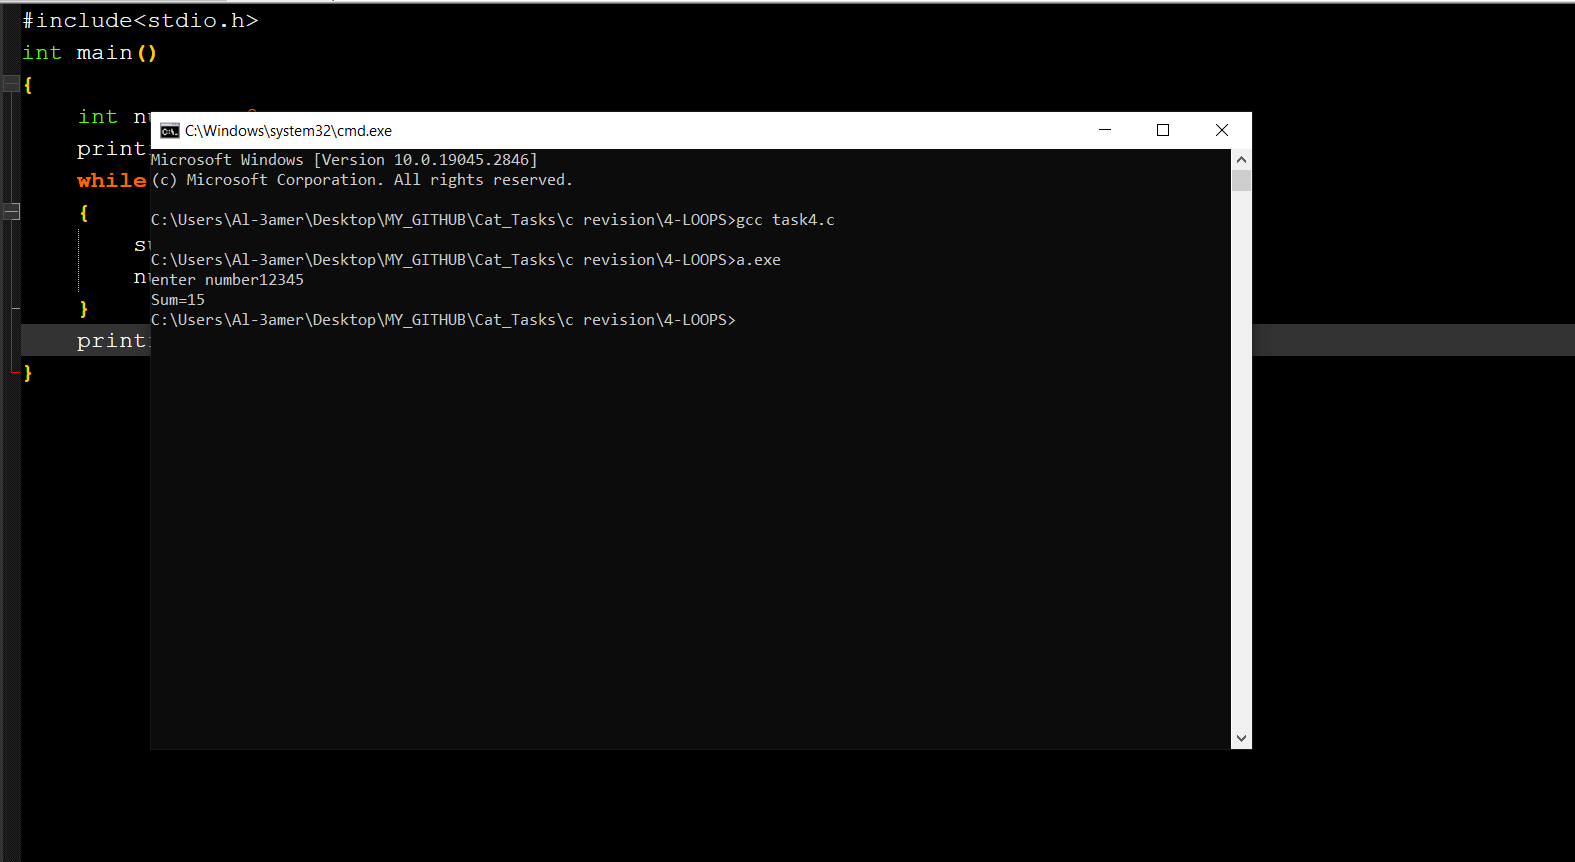 #include<stdio.h>
int main()
{
int
while
{
}
}
C:\Windows\system32\cmd.exe
Microsoft Windows [Version 10.0.19045.2846]
(c) Microsoft Corporation. All rights reserved.
C:\Users\Al-3amer\Desktop\MY_GITHUB\Cat_Tasks\c revision\4-LOOPS>gcc task4.c
C:\Users\Al-3amer\Desktop\MY_GITHUB\Cat_Tasks\c revision\4-LOOPS>a.exe
enter number12345
Sum=15
C:\Users\Al-3amer\Desktop\MY_GITHUB\Cat_Tasks\c revision\4-LOOPS>